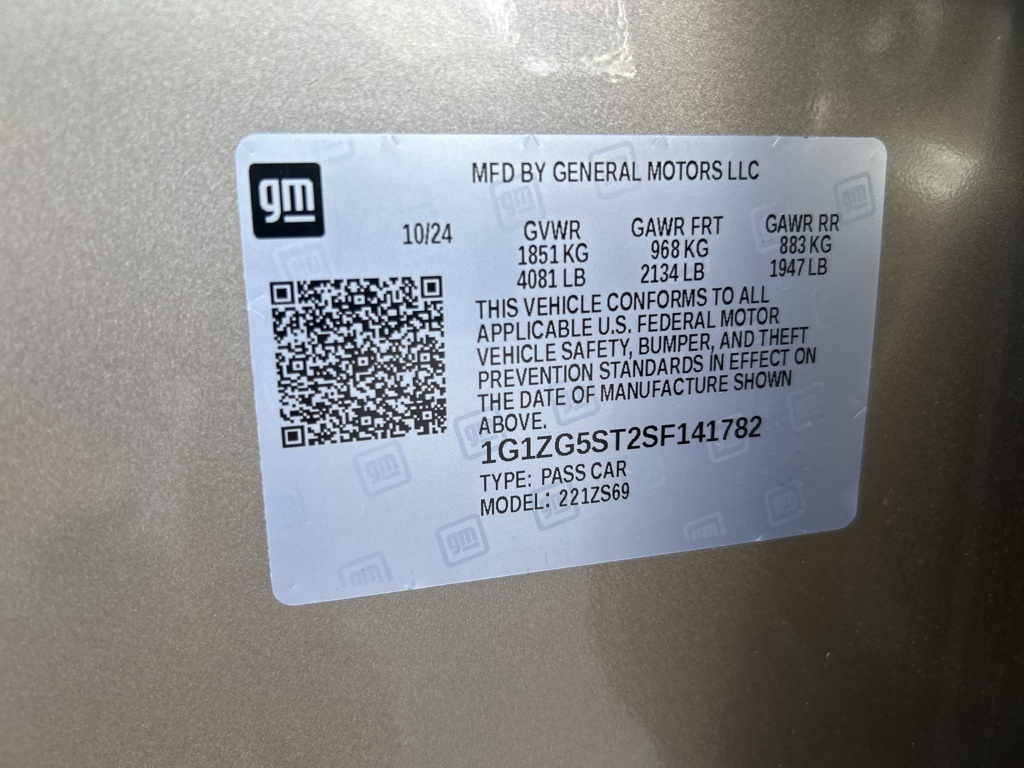 gm
MFD BY GENERAL MOTORS LLC
10/24
GVWR GAWR FRT GAWR RR
1851 KG 968 KG 883 KG
4081 LB 2134 LB 1947 LB
THIS VEHICLE CONFORMS TO ALL
APPLICABLE U.S. FEDERAL MOTOR
VEHICLE SAFETY, BUMPER, AND THEFT
PREVENTION STANDARDS IN EFFECT ON
THE DATE OF MANUFACTURE SHOWN
ABOVE.
1G1ZG5ST2SF141782
TYPE: PASS CAR
MODEL: 221ZS69